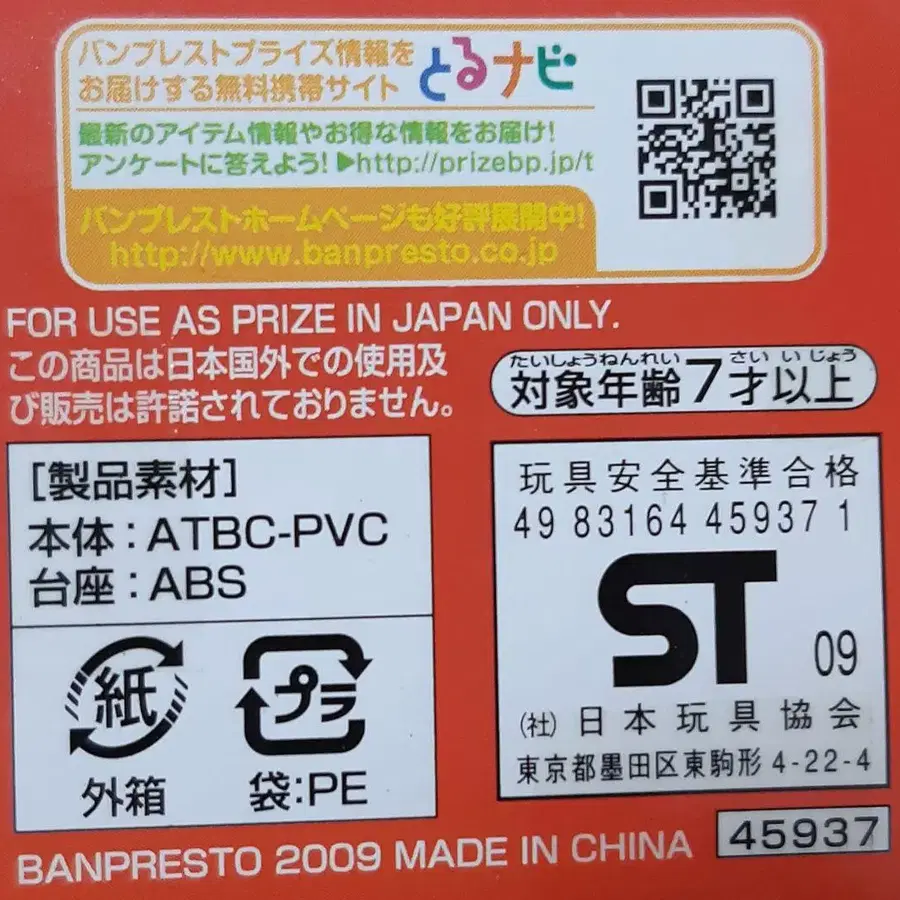 バンプレストプライズ情報を
お届けする無料携帯サイト
とるナビ
最新のアイテム情報やお得な情報をお届け!
アンケートに答えよう!▶http://prizebp.jp/t
バンプレストホームページも好評展開中!
http://www.banpresto.co.jp
FOR USE AS PRIZE IN JAPAN ONLY.
この商品は日本国外での使用及
び販売は許諾されておりません。
たいしょうねんれい さい いじょう
対象年齢7才以上
[製品素材]
本体:ATBC-PVC
台座:ABS
紙
外箱
プラ
袋:PE
玩具安全基準合格
49 83164 45937 1
ST
09
(社)日本玩具協会
東京都墨田区東駒形 4-22-4
BANPRESTO 2009 MADE IN CHINA
45937